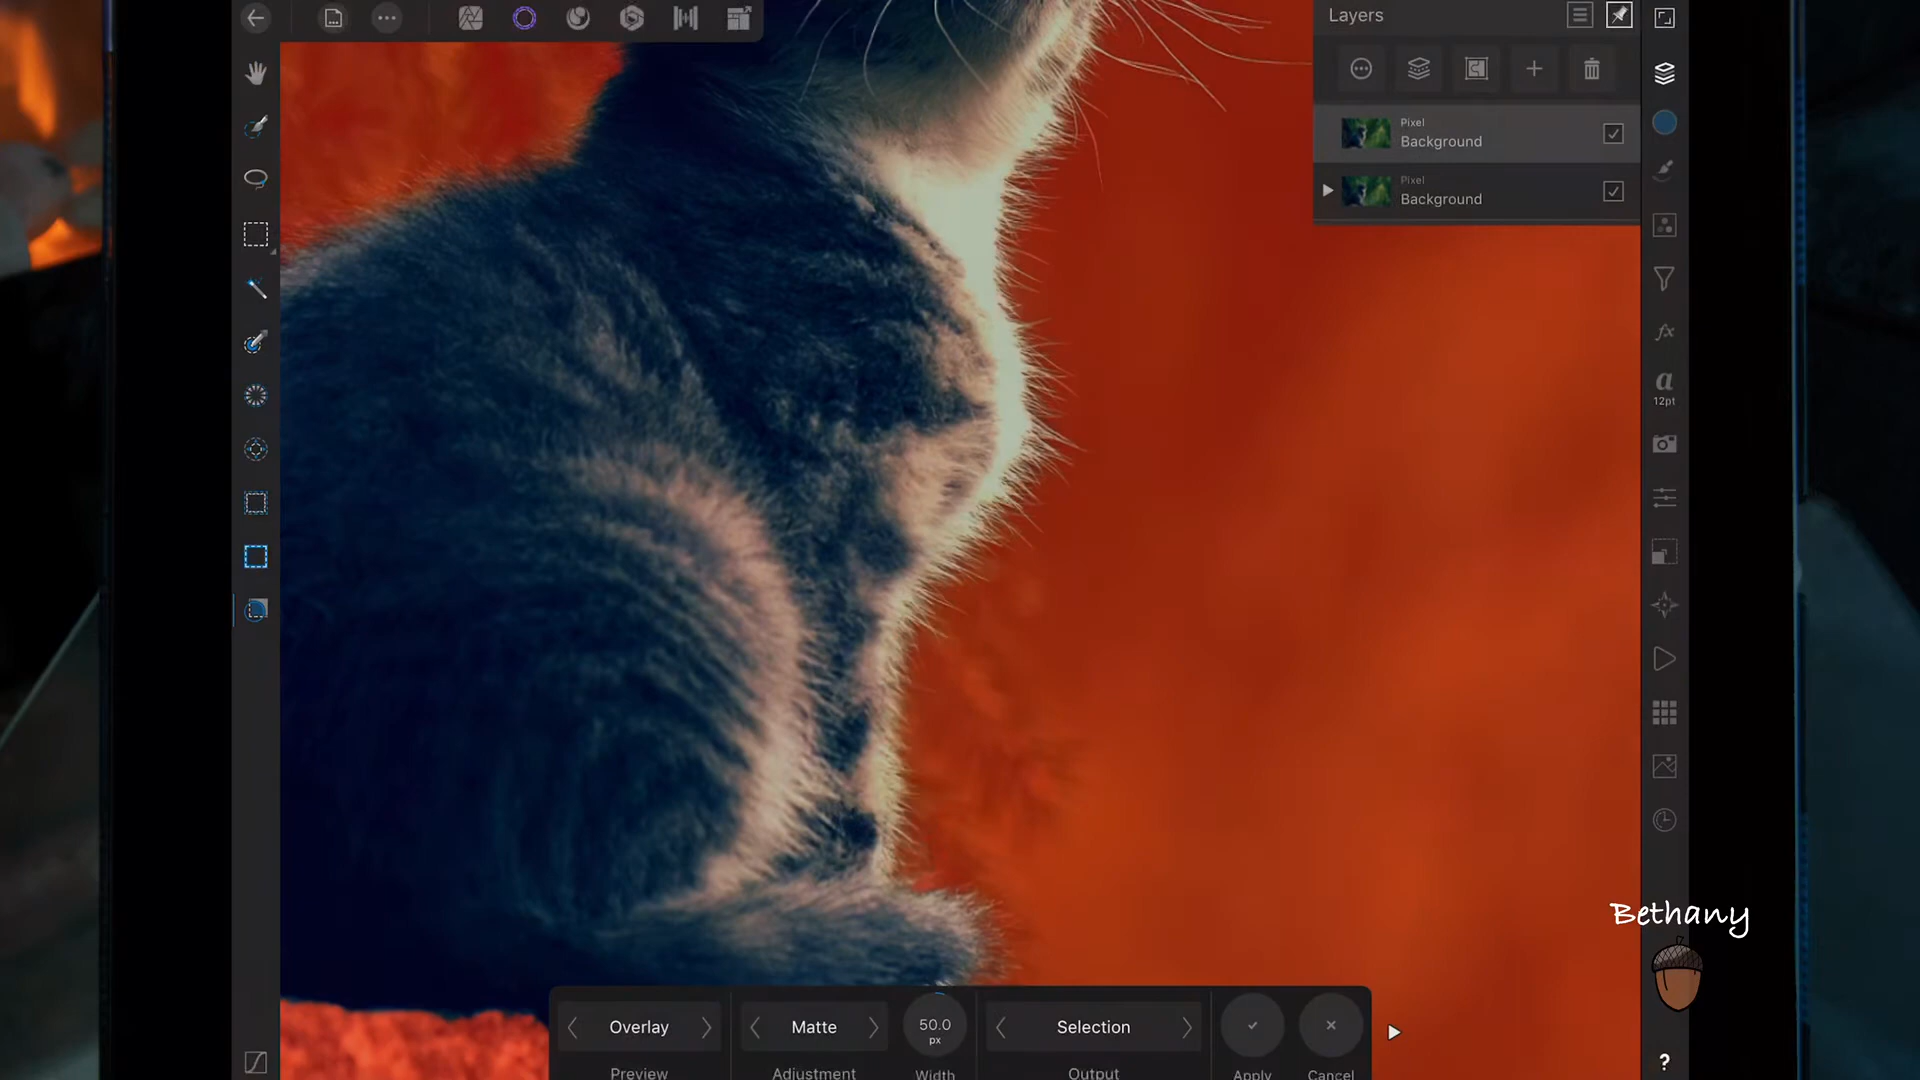 Layers
Pixel
Background
Pixel
Background
12pt
Bethany
Overlay
Matte
50.0
px
Selection
Preview
Adjustment
Width
Output
Apply
Cancel
?